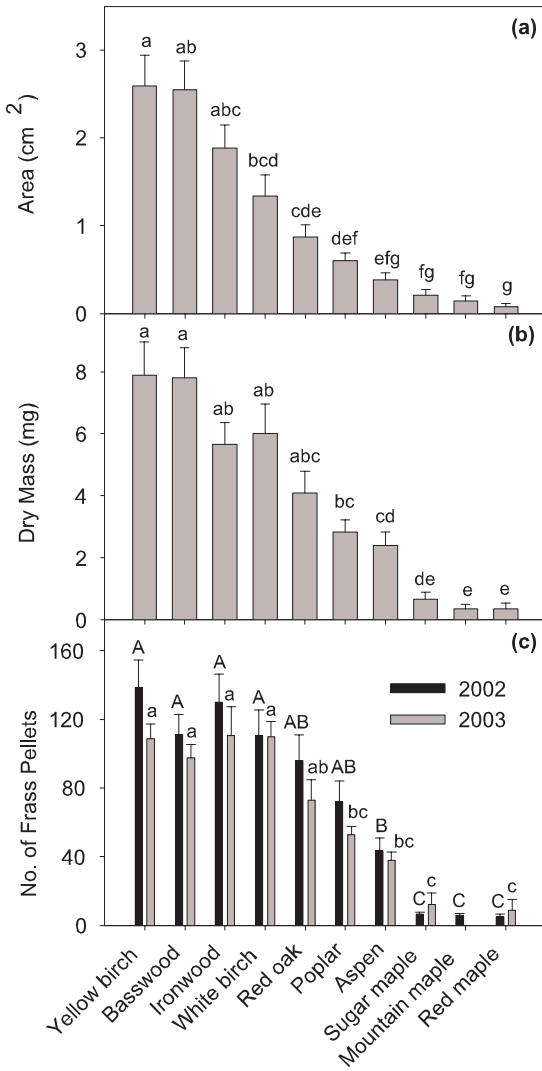 (a)
Area (cm 2)
3
2
1
0
a
ab
abc
bcd
cde
def
efg
fg
fg
g
(b)
Dry Mass (mg)
8
6
4
2
0
a
a
ab
ab
abc
bc
cd
de
e
e
(c)
No. of Frass Pellets
160
120
80
40
0
2002
2003
A
a
A
a
A
a
A
a
AB
ab
AB
bc
B
bc
C
c
C
C
c
Yellow birch
Basswood
Ironwood
White birch
Red oak
Poplar
Aspen
Sugar maple
Mountain maple
Red maple